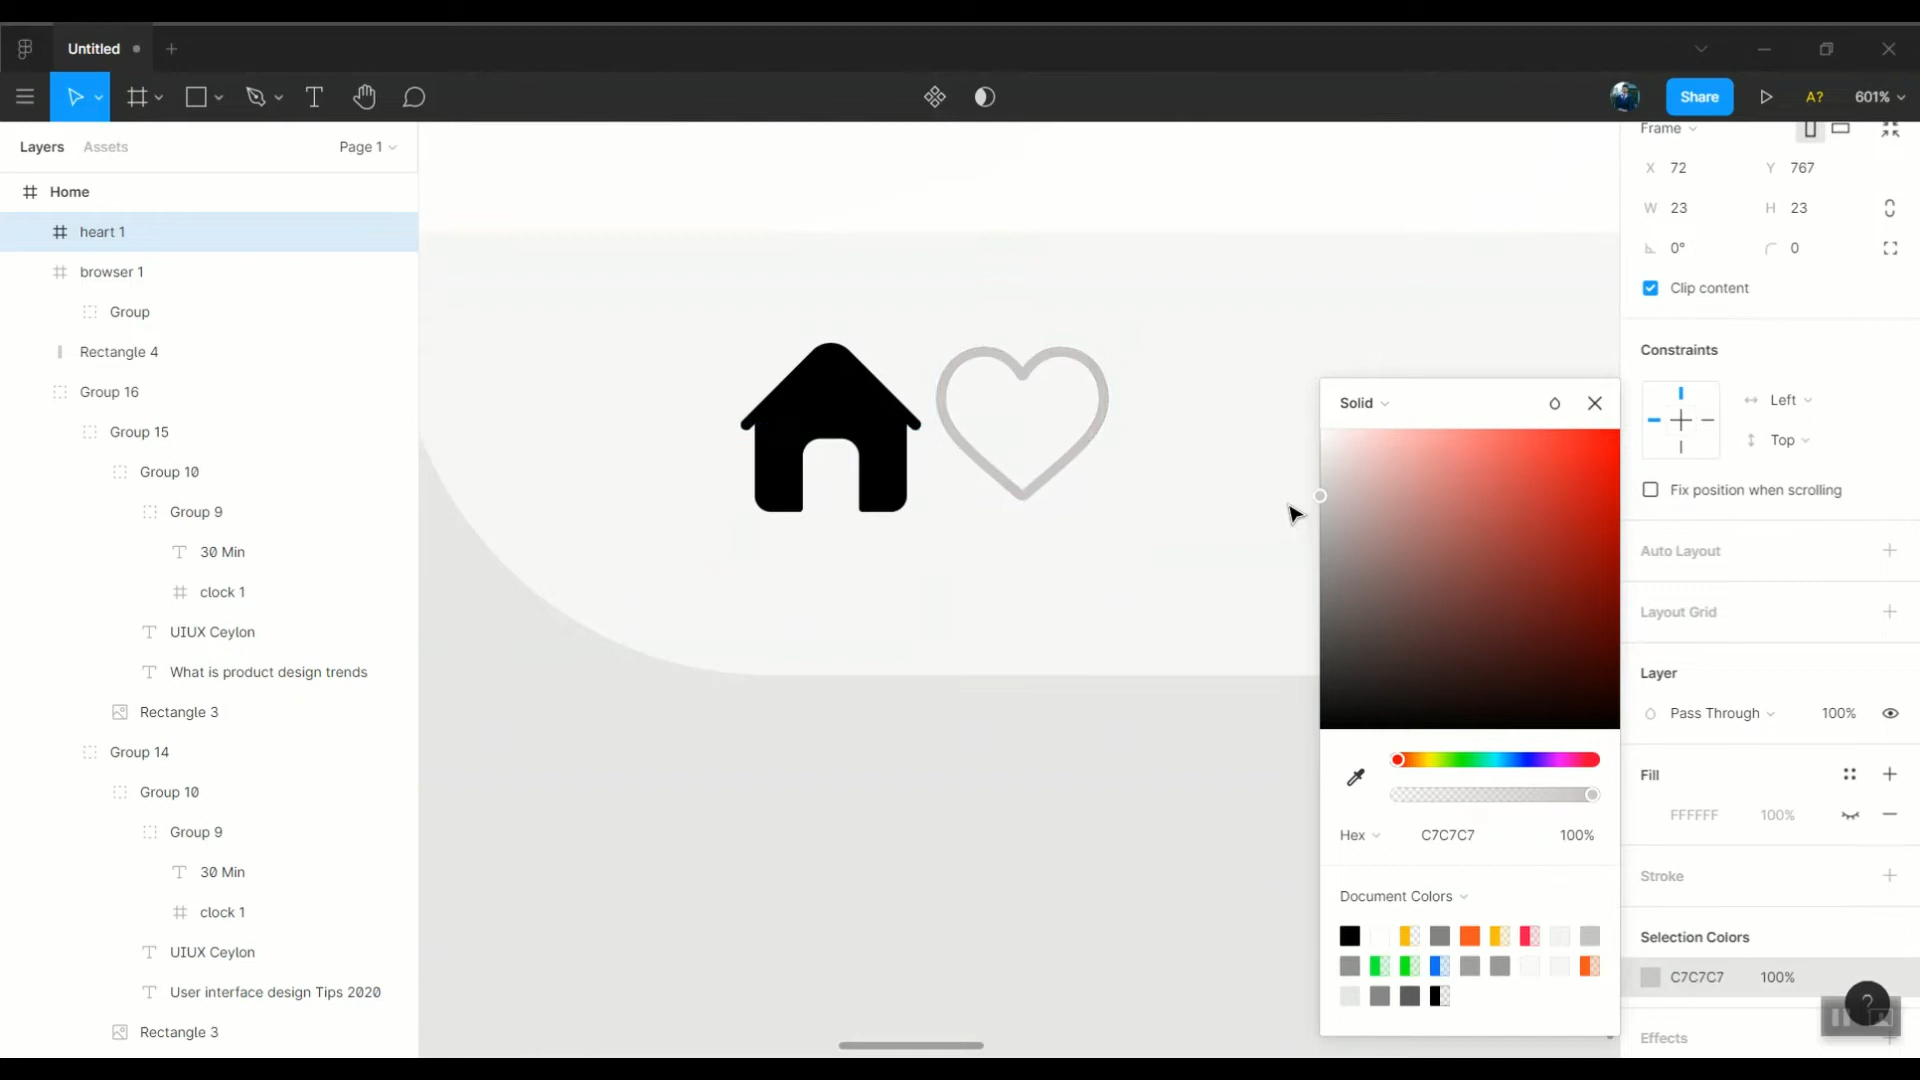 Untitled
Share
A?
601%
Layers
Assets
Page 1
Home
heart 1
browser 1
Group
Rectangle 4
Group 16
Group 15
Group 10
Group 9
30 Min
clock 1
UIUX Ceylon
What is product design trends
Rectangle 3
Group 14
Group 10
Group 9
30 Min
clock 1
UIUX Ceylon
User interface design Tips 2020
Rectangle 3
Solid
Hex
C7C7C7
100%
Document Colors
Frame
X 72
Y 767
W 23
H 23
0°
0
Clip content
Constraints
Left
Top
Fix position when scrolling
Auto Layout
Layout Grid
Layer
Pass Through
100%
Fill
FFFFFF
100%
Stroke
Selection Colors
C7C7C7
100%
?
Effects